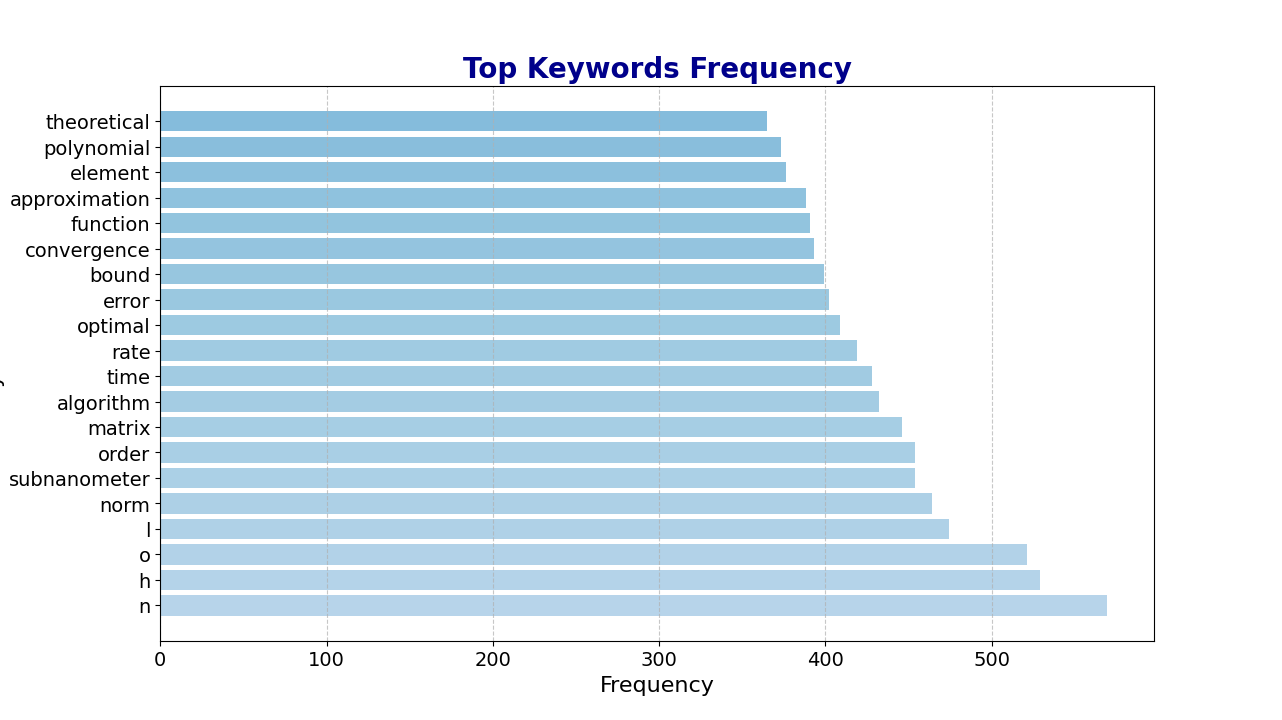 Top Keywords Frequency
theoretical
polynomial
element
approximation
function
convergence
bound
error
optimal
rate
time
algorithm
matrix
order
subnanometer
norm
l
o
h
n
0 100 200 300 400 500
Frequency